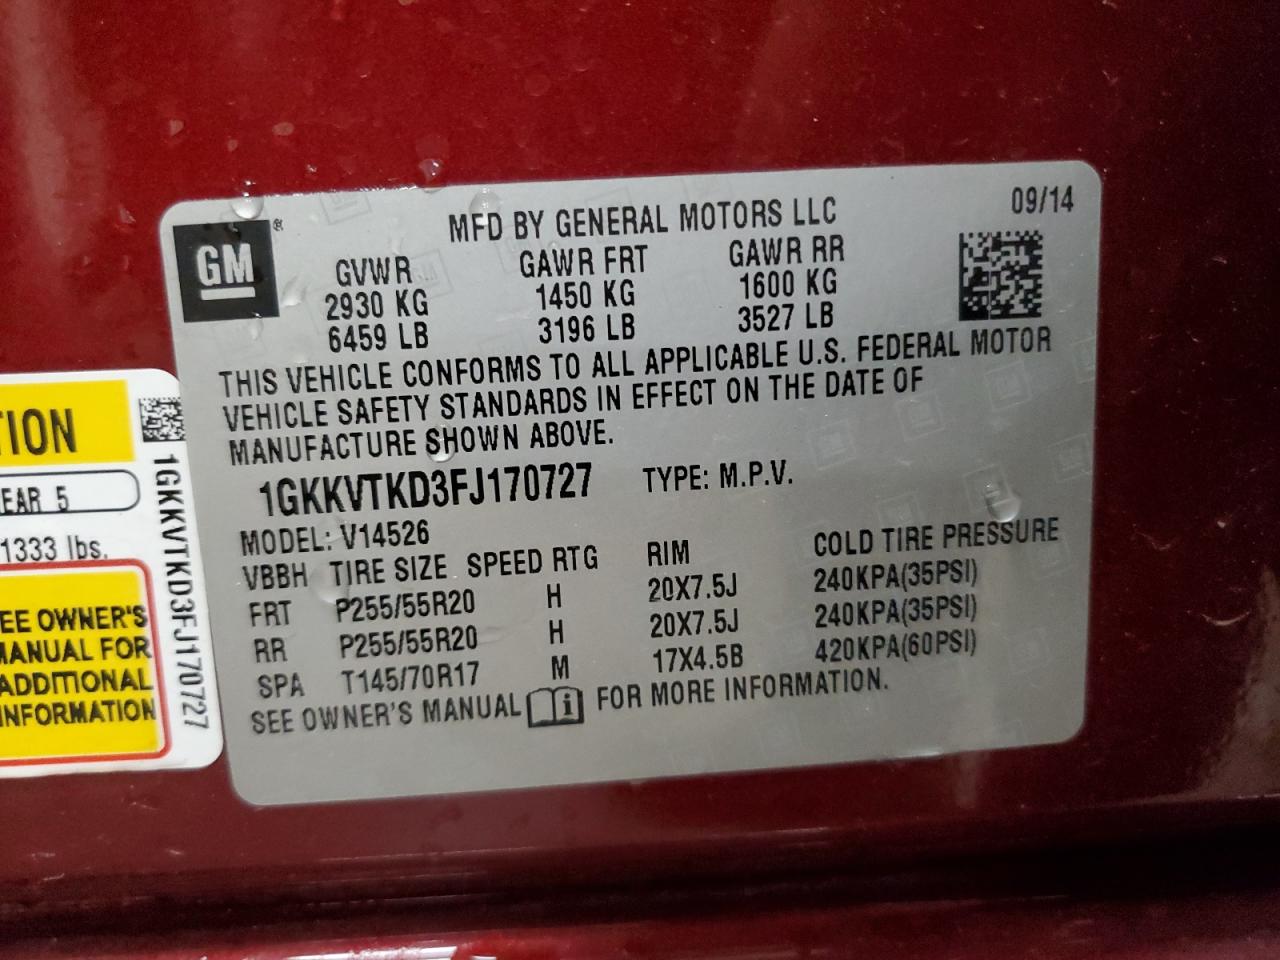 GM
®
MFD BY GENERAL MOTORS LLC
09/14
GVWR GAWR FRT GAWR RR
2930 KG 1450 KG 1600 KG
6459 LB 3196 LB 3527 LB
THIS VEHICLE CONFORMS TO ALL APPLICABLE U.S. FEDERAL MOTOR
VEHICLE SAFETY STANDARDS IN EFFECT ON THE DATE OF
MANUFACTURE SHOWN ABOVE.
1GKKVTKD3FJ170727 TYPE: M.P.V.
MODEL: V14526
VBBH TIRE SIZE SPEED RTG RIM COLD TIRE PRESSURE
FRT P255/55R20 H 20X7.5J 240KPA(35PSI)
RR P255/55R20 H 20X7.5J 240KPA(35PSI)
SPA T145/70R17 M 17X4.5B 420KPA(60PSI)
SEE OWNER'S MANUAL i FOR MORE INFORMATION.
TION
EAR 5
1333 lbs.
EE OWNER'S
MANUAL FOR
ADDITIONAL
INFORMATION
1GKKVTKD3FJ170727